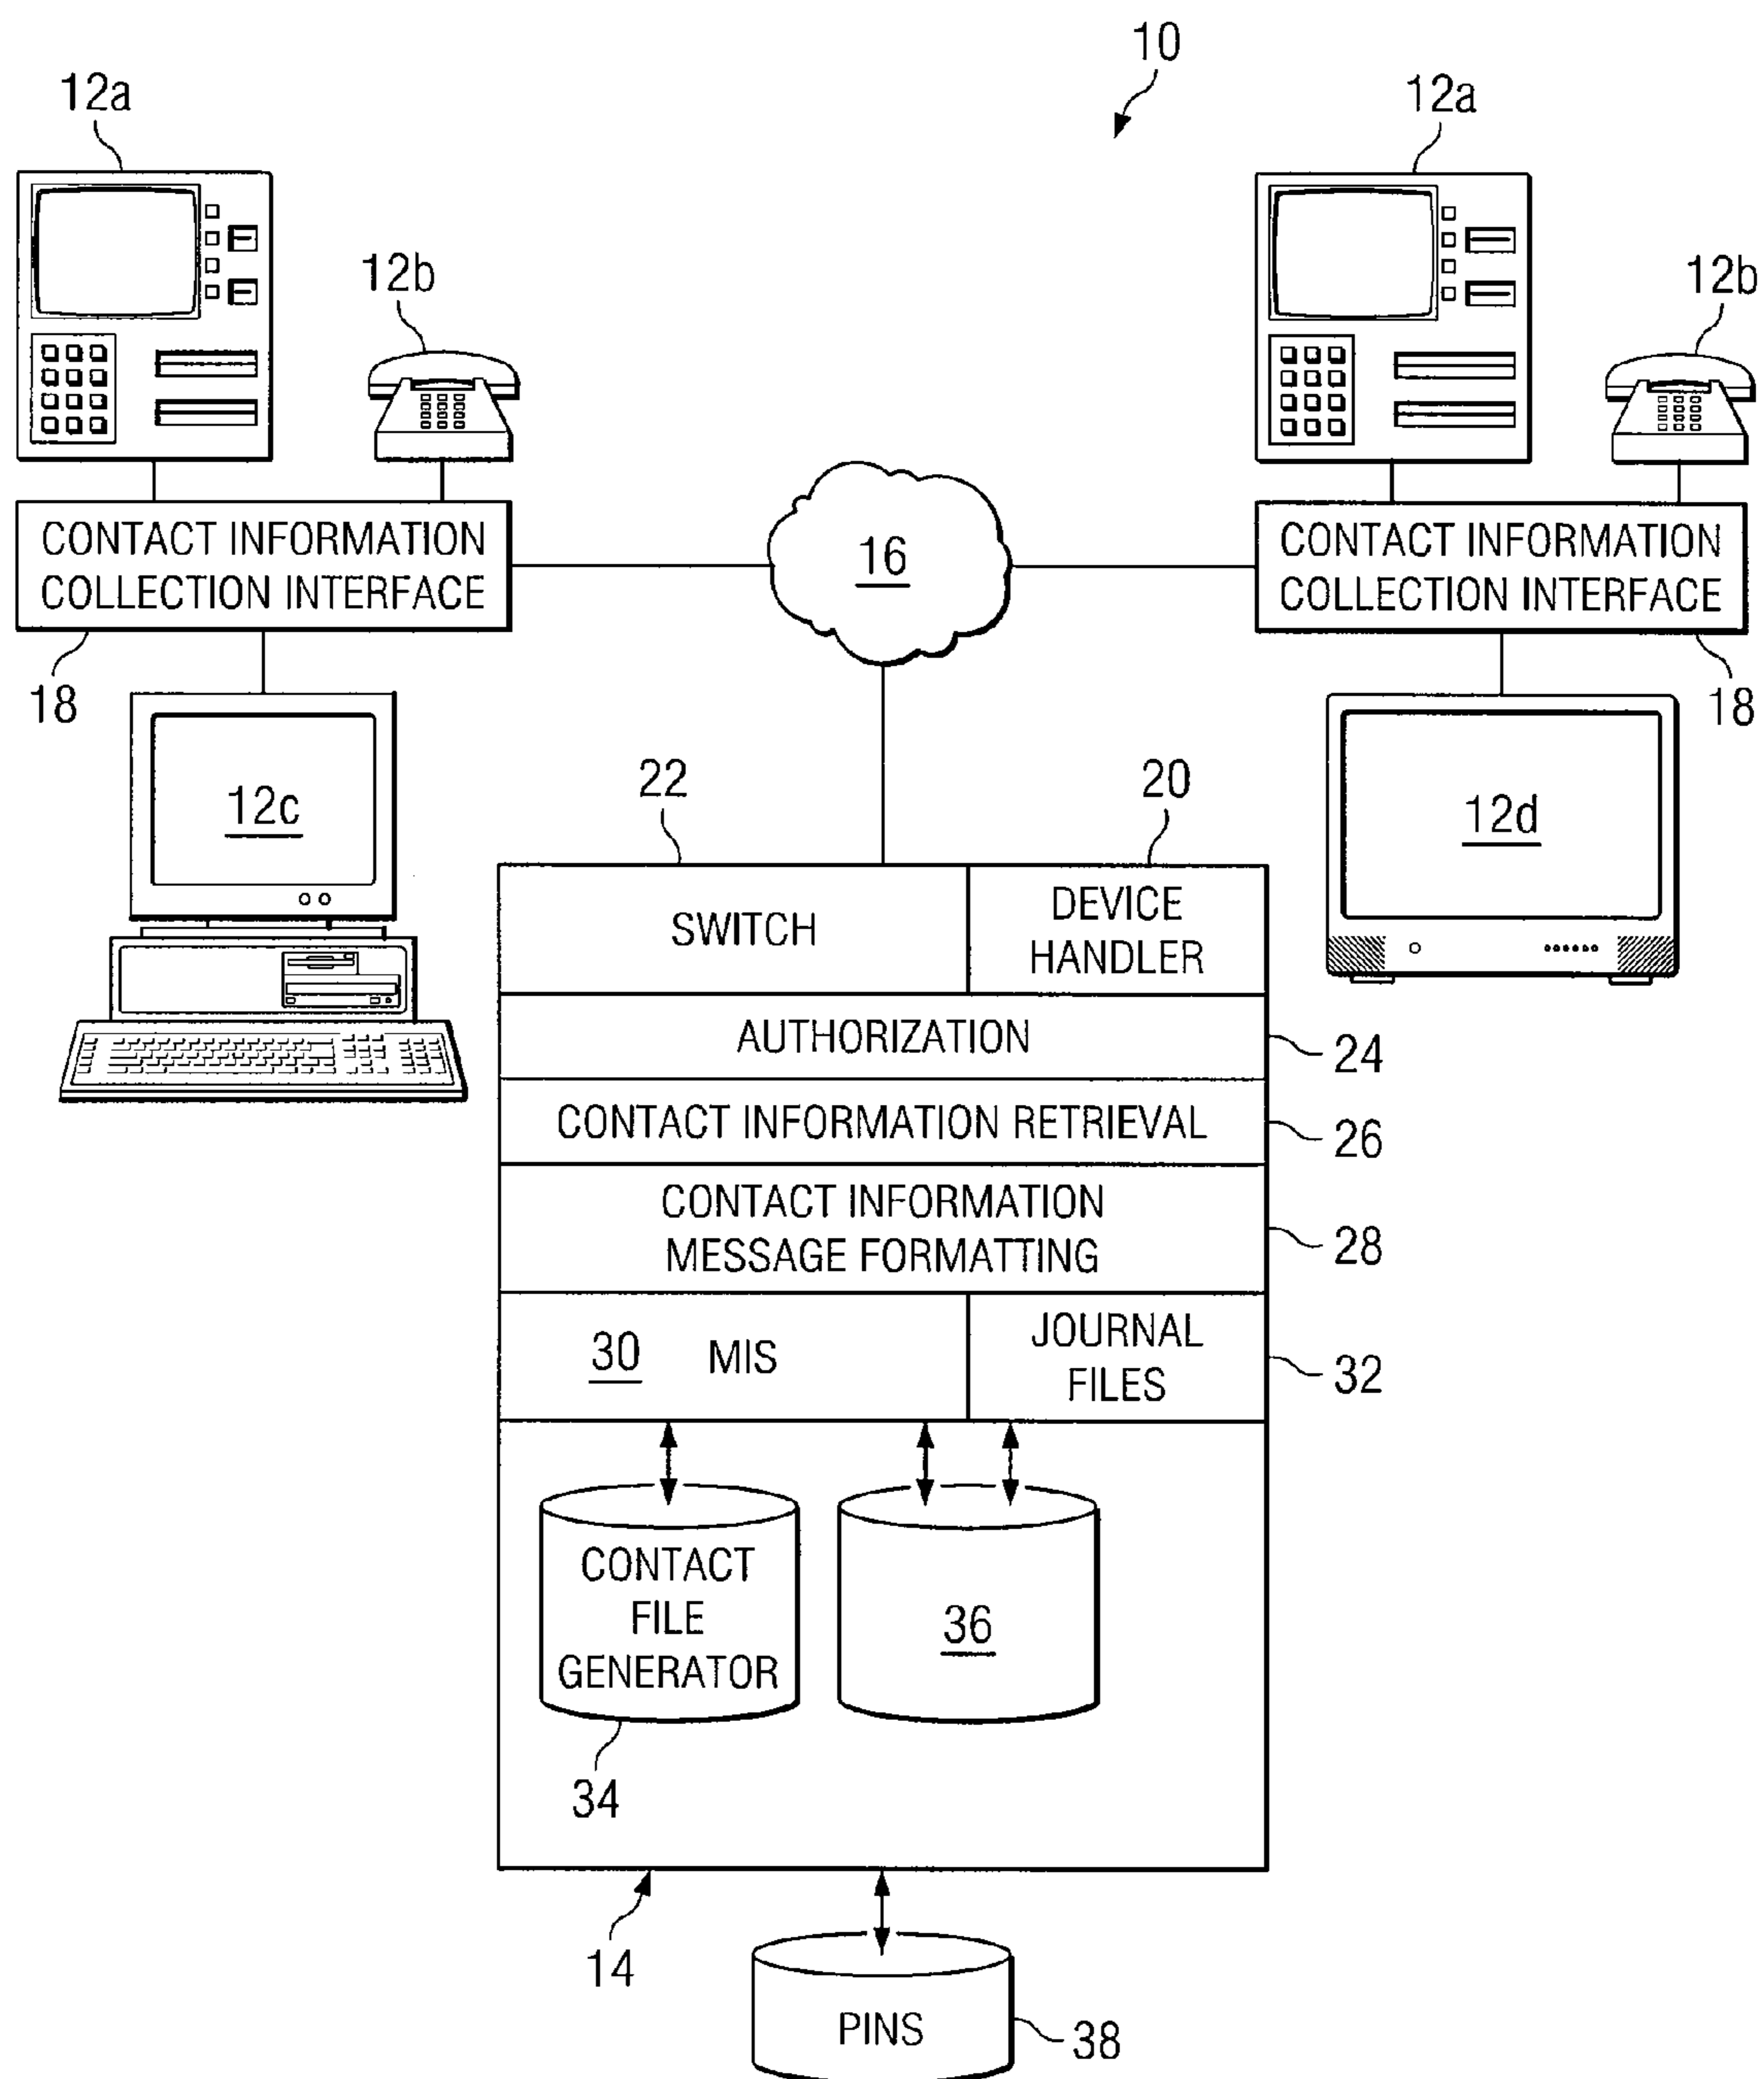 10
12a
12a
12b
12b
CONTACT INFORMATION
COLLECTION INTERFACE
16
CONTACT INFORMATION
COLLECTION INTERFACE
18
18
12c
22
20
12d
SWITCH
DEVICE
HANDLER
AUTHORIZATION
24
CONTACT INFORMATION RETRIEVAL
26
CONTACT INFORMATION
MESSAGE FORMATTING
28
30 MIS
JOURNAL
FILES
32
CONTACT
FILE
GENERATOR
36
34
14
PINS
38